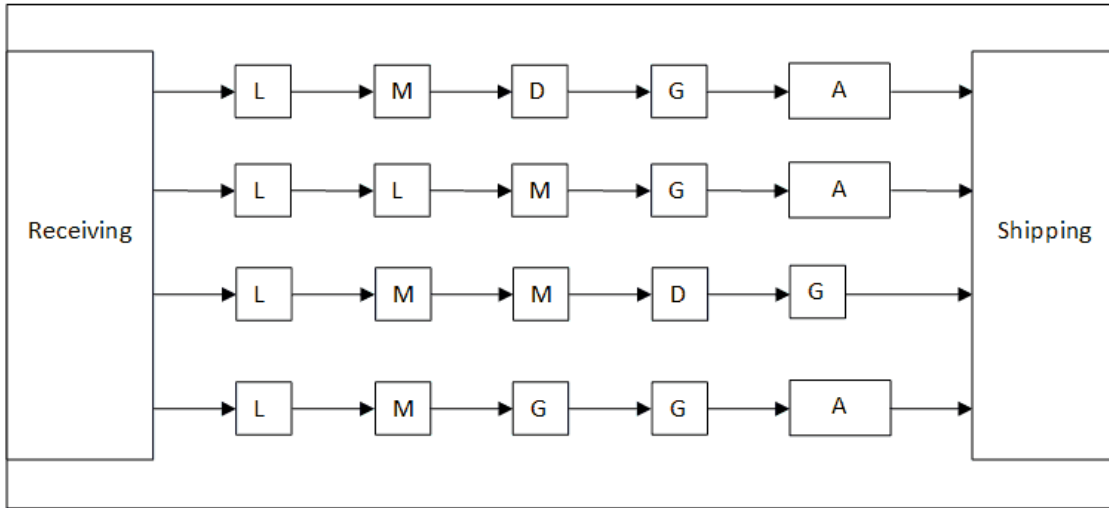 L M D G A
L L M G A
Receiving
Shipping
L M M D G
L M G G A